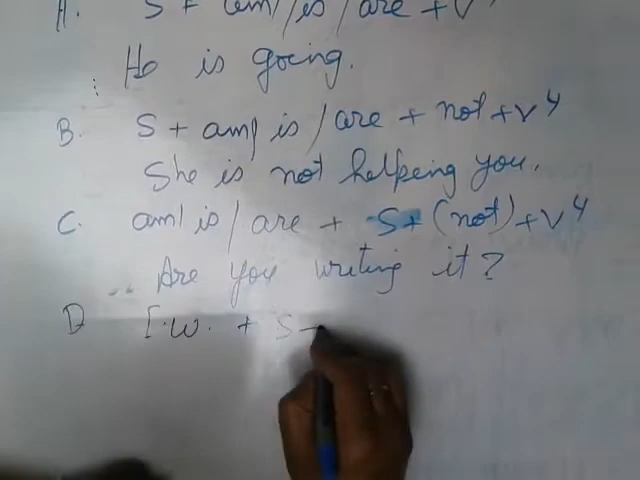 A. S + am/is/are + V
He is going.
B. S + am/is/are + not + V4
She is not helping you.
C. am/is/are + S + (not) + V4
Are you writing it?
D I.W. + S +